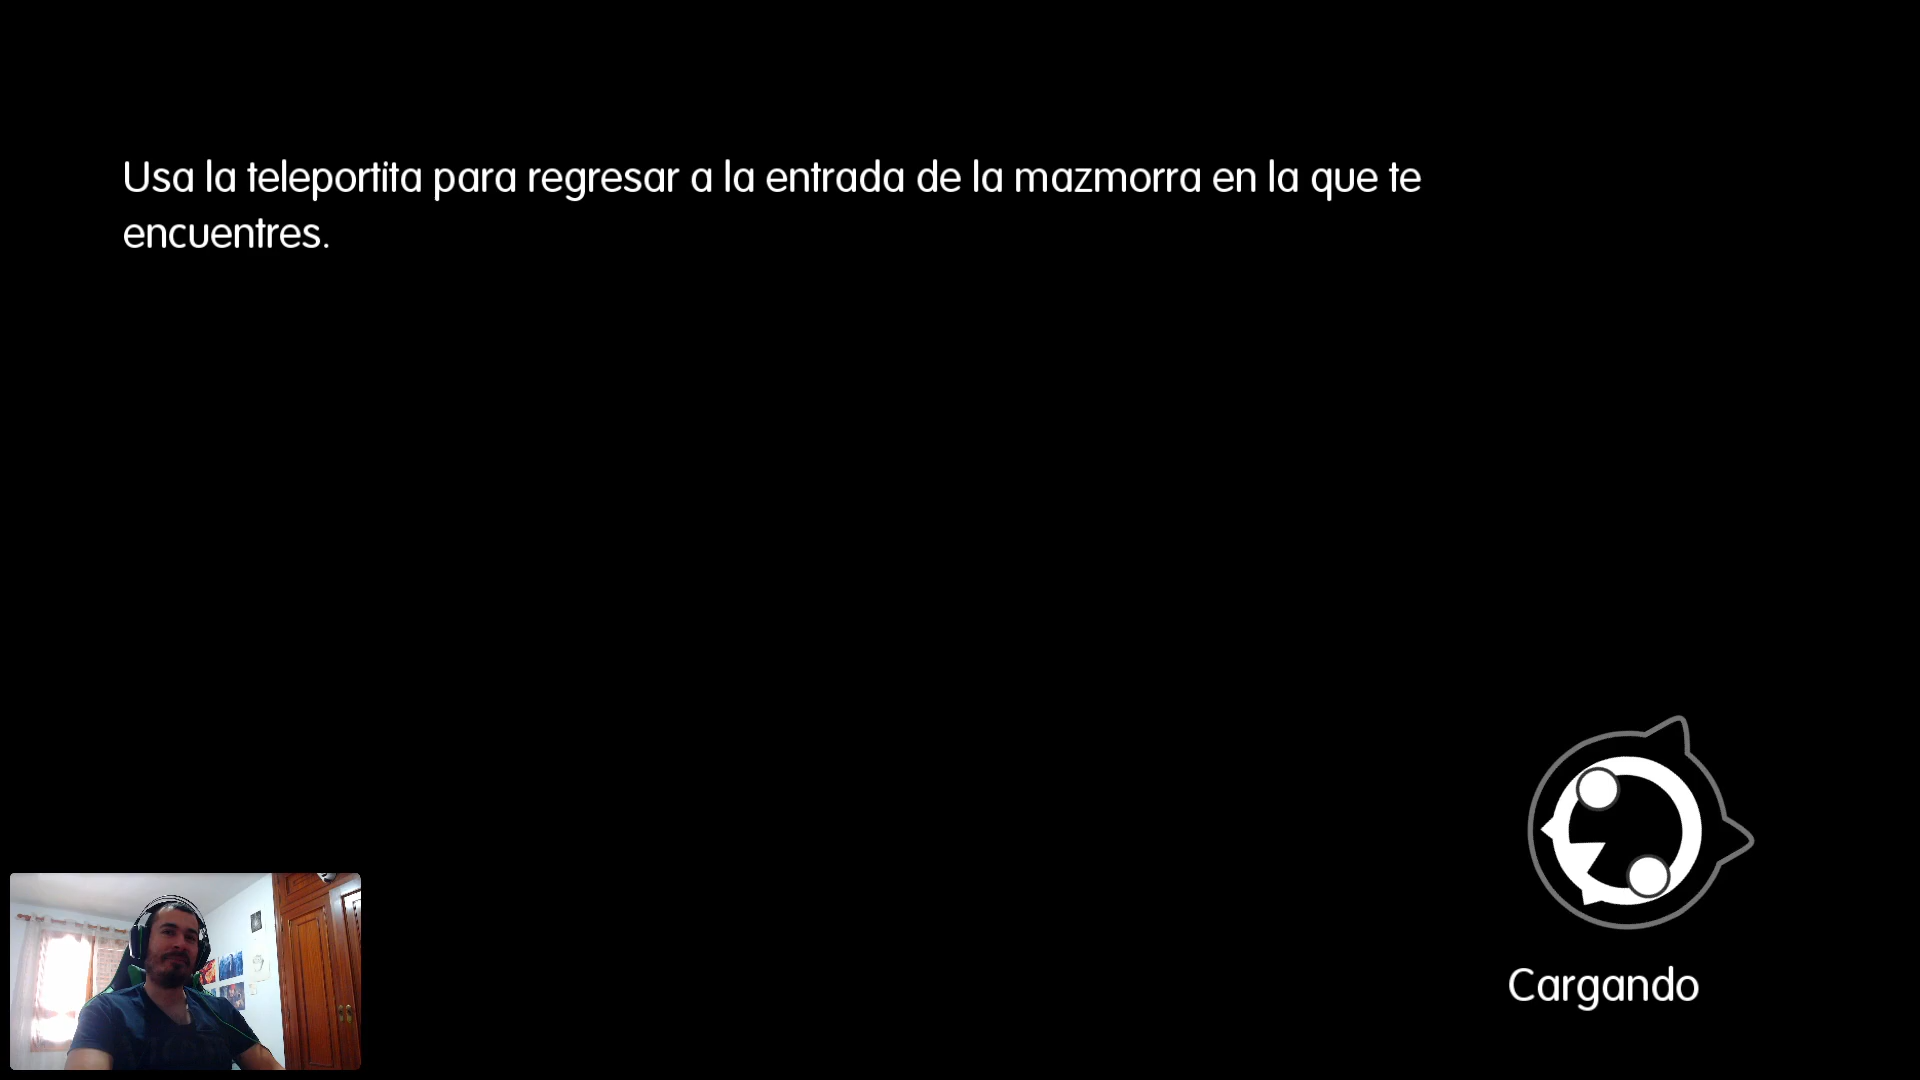 Usa la teleportita para regresar a la entrada de la mazmorra en la que te
encuentres.
Cargando